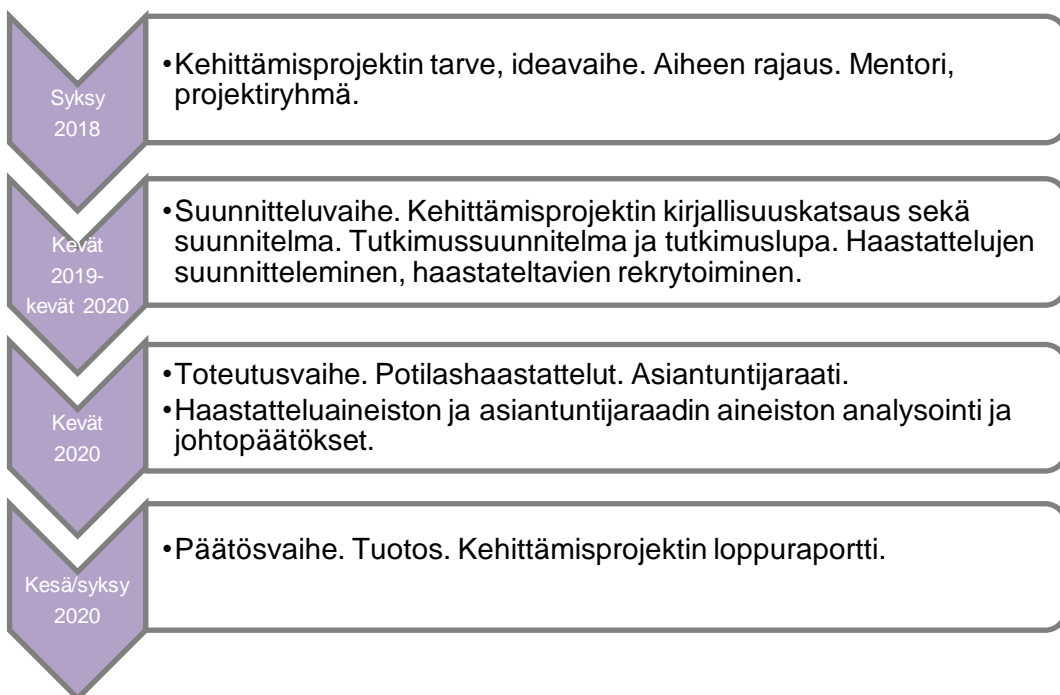 Syksy
2018
•Kehittämisprojektin tarve, ideavaihe. Aiheen rajaus. Mentori,
projektiryhmä.
Kevät
2019-
kevät 2020
•Suunnitteluvaihe. Kehittämisprojektin kirjallisuuskatsaus sekä
suunnitelma. Tutkimussuunnitelma ja tutkimuslupa. Haastattelujen
suunnitteleminen, haastateltavien rekrytoiminen.
Kevät
2020
•Toteutusvaihe. Potilashaastattelut. Asiantuntijaraati.
•Haastatteluaineiston ja asiantuntijaraadin aineiston analysointi ja
johtopäätökset.
Kesä/syksy
2020
•Päätösvaihe. Tuotos. Kehittämisprojektin loppuraportti.